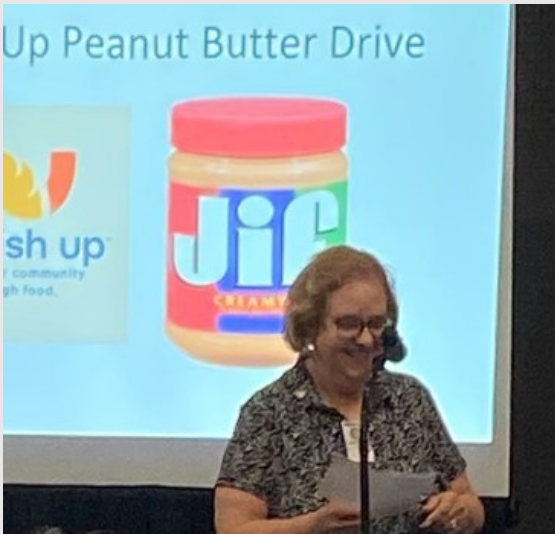 Up Peanut Butter Drive
sh up
community
gh food.
Jif
CREAMY